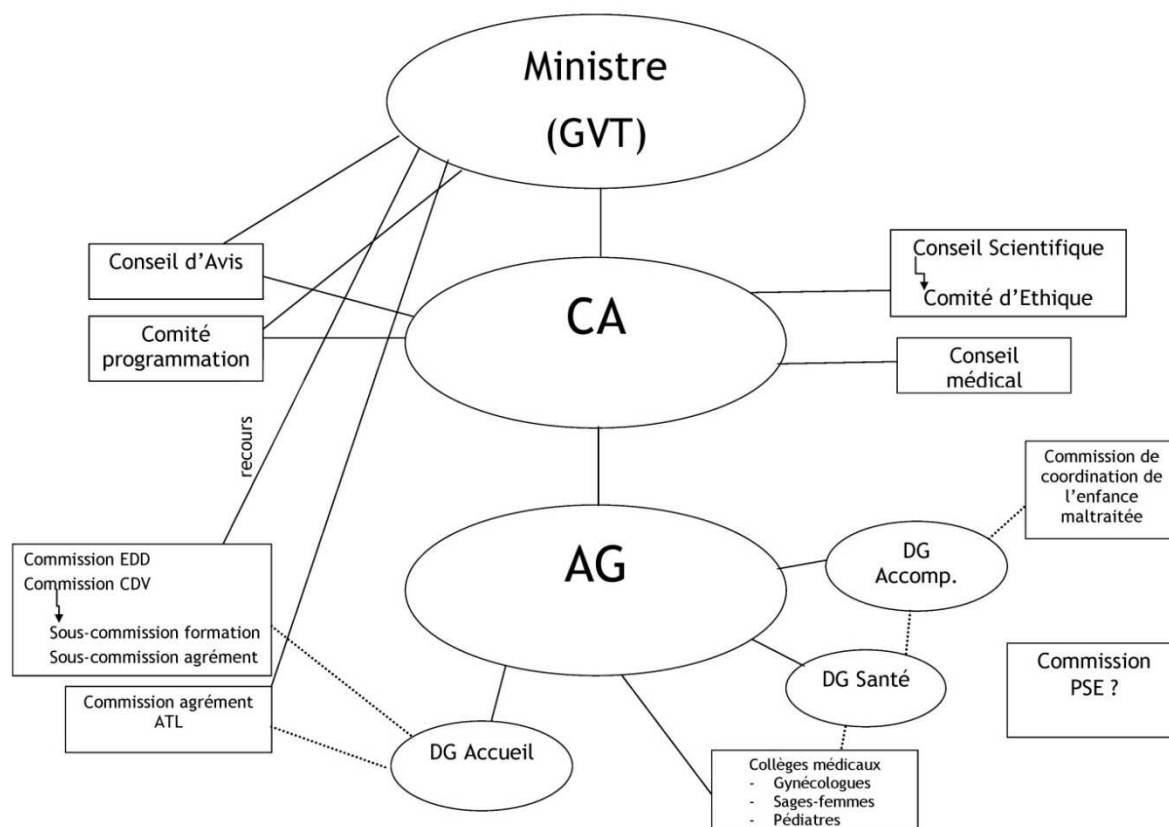 Ministre
(GVT)
Conseil d'Avis
Comité
programmation
CA
Conseil Scientifique
Comité d'Ethique
Conseil
médical
recours
Commission de
coordination de
l'enfance
maltraitée
AG
DG
Accomp.
Commission EDD
Commission CDV
Sous-commission formation
Sous-commission agrément
DG Santé
Commission
PSE ?
Commission agrément
ATL
DG Accueil
Collèges médicaux
- Gynécologues
- Sages-femmes
- Pédiatres